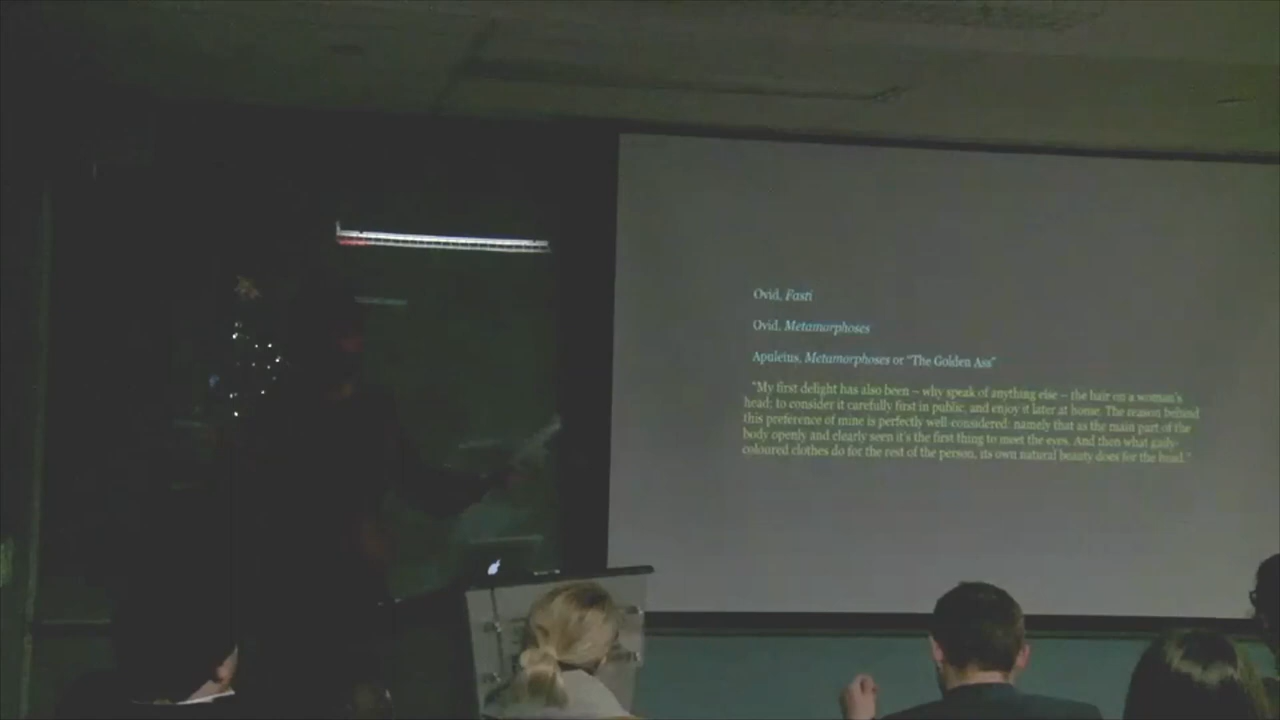 Ovid, Fasti
Ovid, Metamorphoses
Apuleius, Metamorphoses or "The Golden Ass"
"My first delight has also been – why speak of anything else – the hair on a woman's
head; to consider it carefully first in public, and enjoy it later at home. The reason behind
this preference of mine is perfectly well-considered: namely that as the main part of the
body openly and clearly seen it's the first thing to meet the eyes. And then what gaily-
coloured clothes do for the rest of the person, its own natural beauty does for the head."